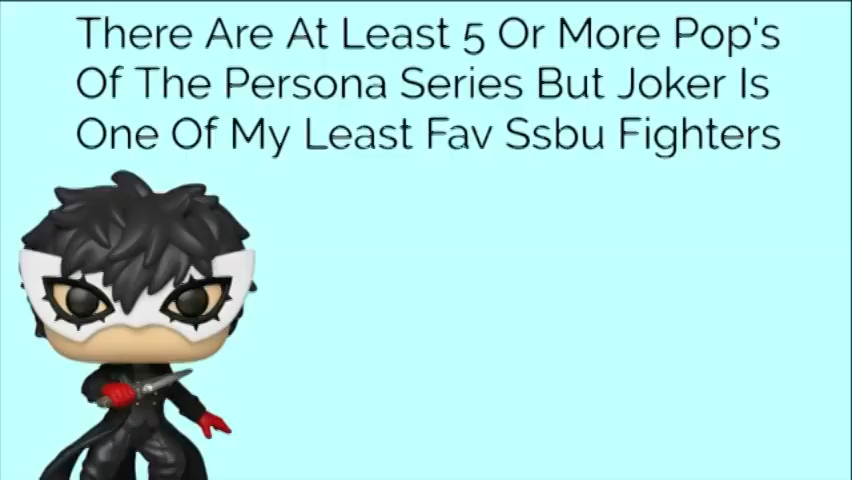 There Are At Least 5 Or More Pop's
Of The Persona Series But Joker Is
One Of My Least Fav Ssbu Fighters